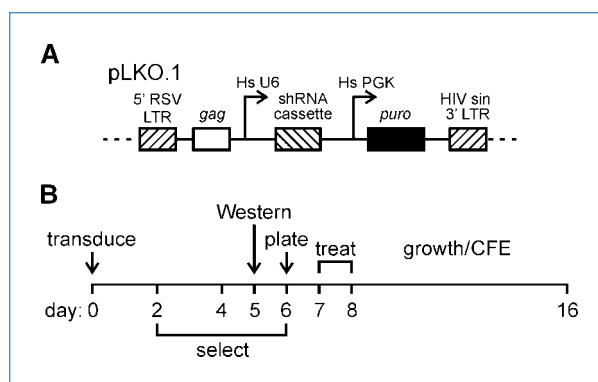 A
pLKO.1
Hs U6
Hs PGK
5' RSV
LTR
gag
shRNA
cassette
puro
HIV sin
3' LTR
B
Western
transduce
plate
treat
growth/CFE
day: 0 2 4 5 6 7 8 16
select